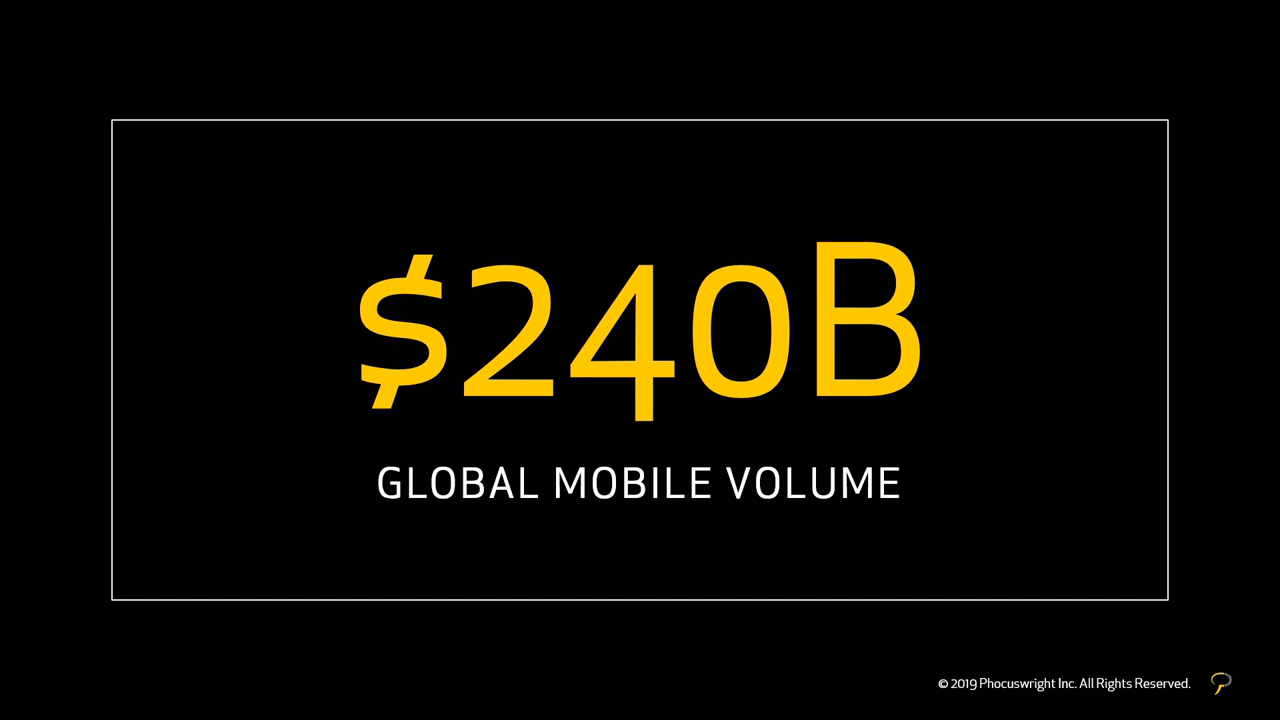 $240B
GLOBAL MOBILE VOLUME
© 2019 Phocuswright Inc. All Rights Reserved.